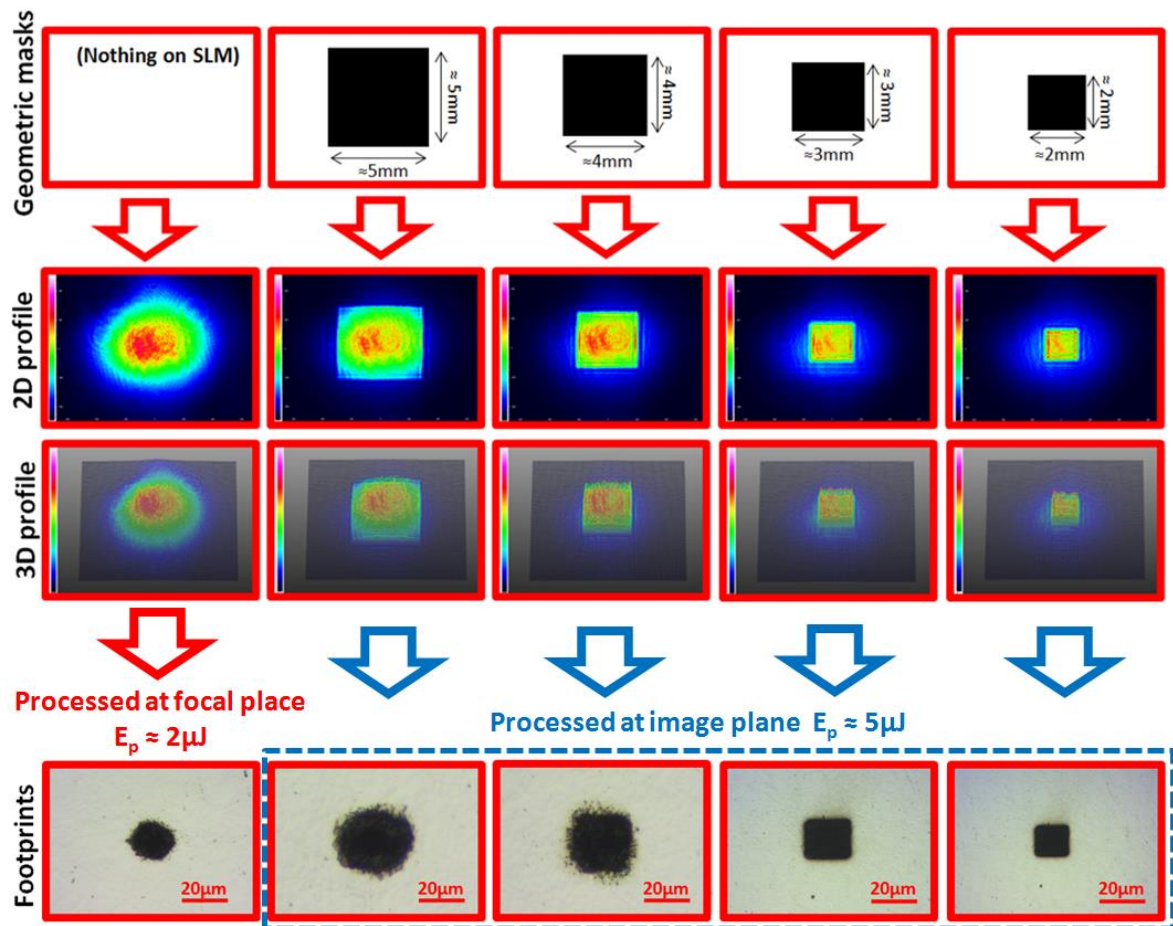 Geometric masks
(Nothing on SLM)
≈5mm
≈5mm
≈4mm
≈4mm
≈3mm
≈3mm
≈2mm
≈2mm
2D profile
3D profile
Processed at focal place
Eₚ ≈ 2µJ
Processed at image plane Eₚ ≈ 5µJ
Footprints
20µm
20µm
20µm
20µm
20µm